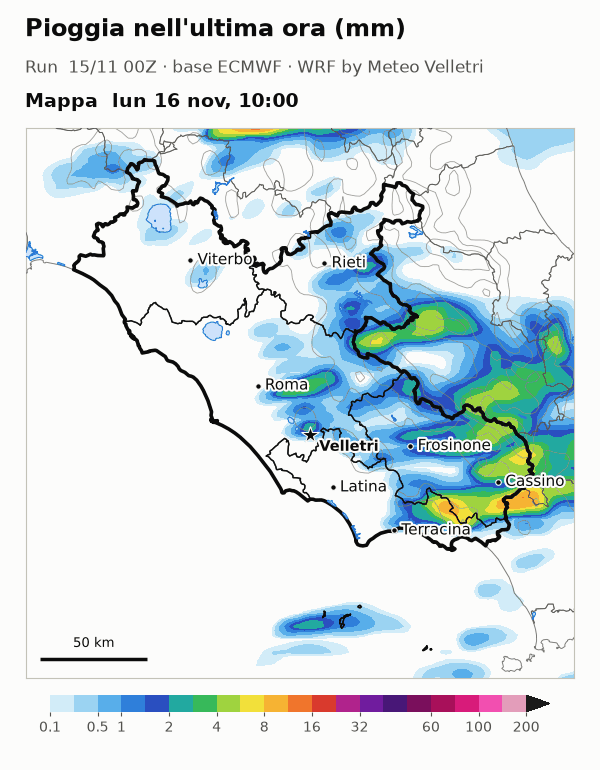 Pioggia nell'ultima ora (mm)
Run  15/11 00Z · base ECMWF · WRF by Meteo Velletri
Mappa  lun 16 nov, 10:00
Viterbo
Rieti
Roma
Velletri
Frosinone
Cassino
Latina
Terracina
50 km
0.1 0.5 1 2 4 8 16 32 60 100 200